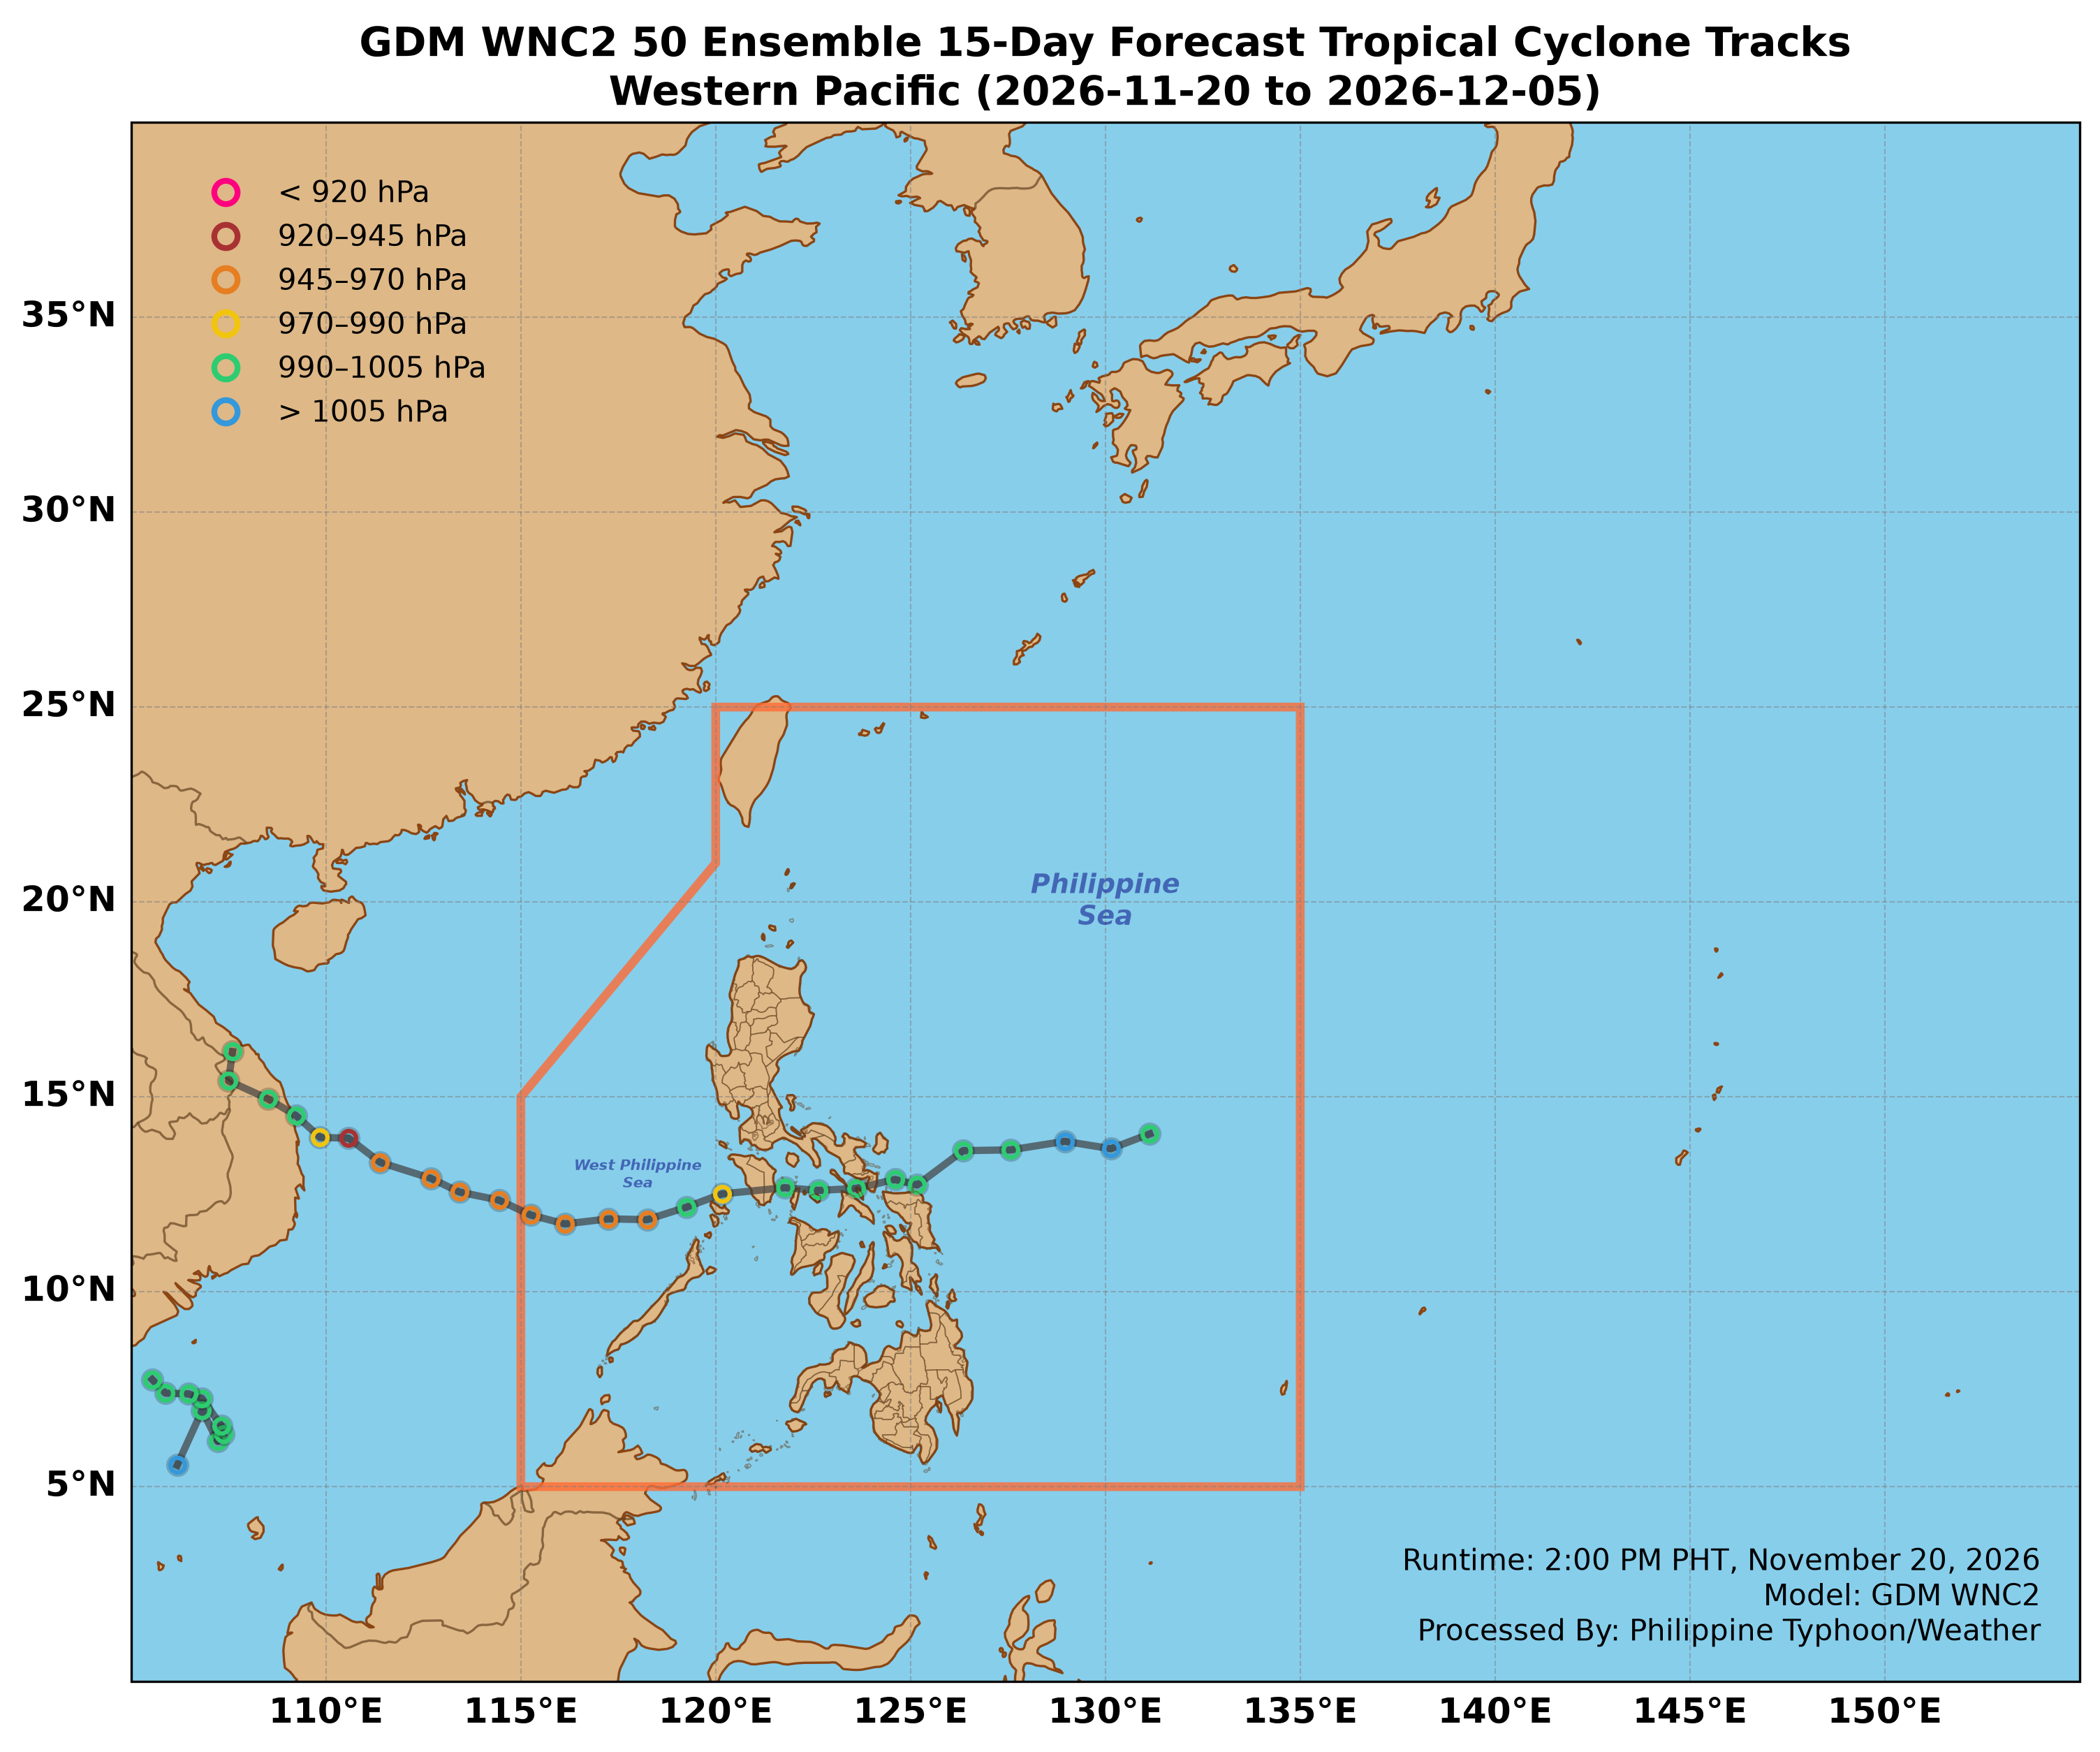 GDM WNC2 50 Ensemble 15-Day Forecast Tropical Cyclone Tracks
Western Pacific (2026-11-20 to 2026-12-05)
< 920 hPa
920–945 hPa
945–970 hPa
970–990 hPa
990–1005 hPa
> 1005 hPa
35°N
30°N
25°N
20°N
15°N
10°N
5°N
Philippine
Sea
West Philippine
Sea
Runtime: 2:00 PM PHT, November 20, 2026
Model: GDM WNC2
Processed By: Philippine Typhoon/Weather
110°E 115°E 120°E 125°E 130°E 135°E 140°E 145°E 150°E